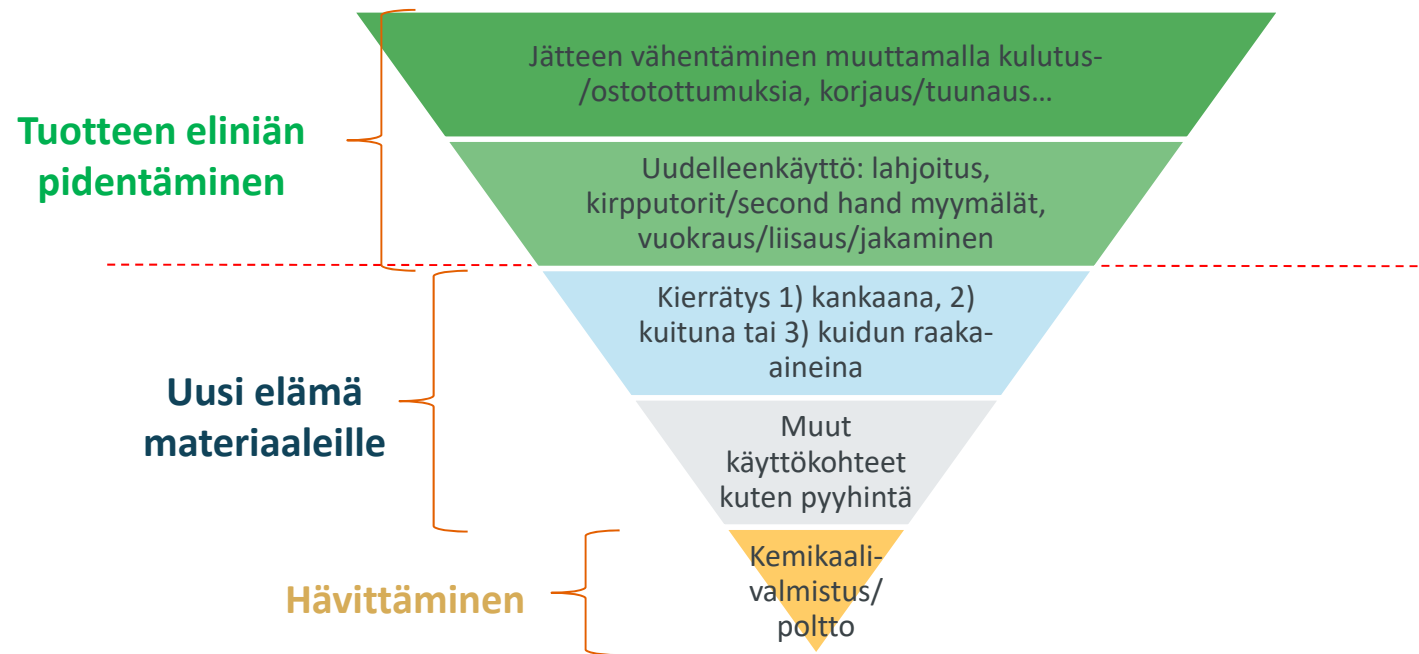 Jätteen vähentäminen muuttamalla kulutus-
/ostotottumuksia, korjaus/tuunaus…
Tuotteen eliniän
pidentäminen
Uudelleenkäyttö: lahjoitus,
kirpputorit/second hand myymälät,
vuokraus/liisaus/jakaminen
Kierrätys 1) kankaana, 2)
kuituna tai 3) kuidun raaka-
aineina
Uusi elämä
materiaaleille
Muut
käyttökohteet
kuten pyyhintä
Hävittäminen
Kemikaali-
valmistus/
poltto